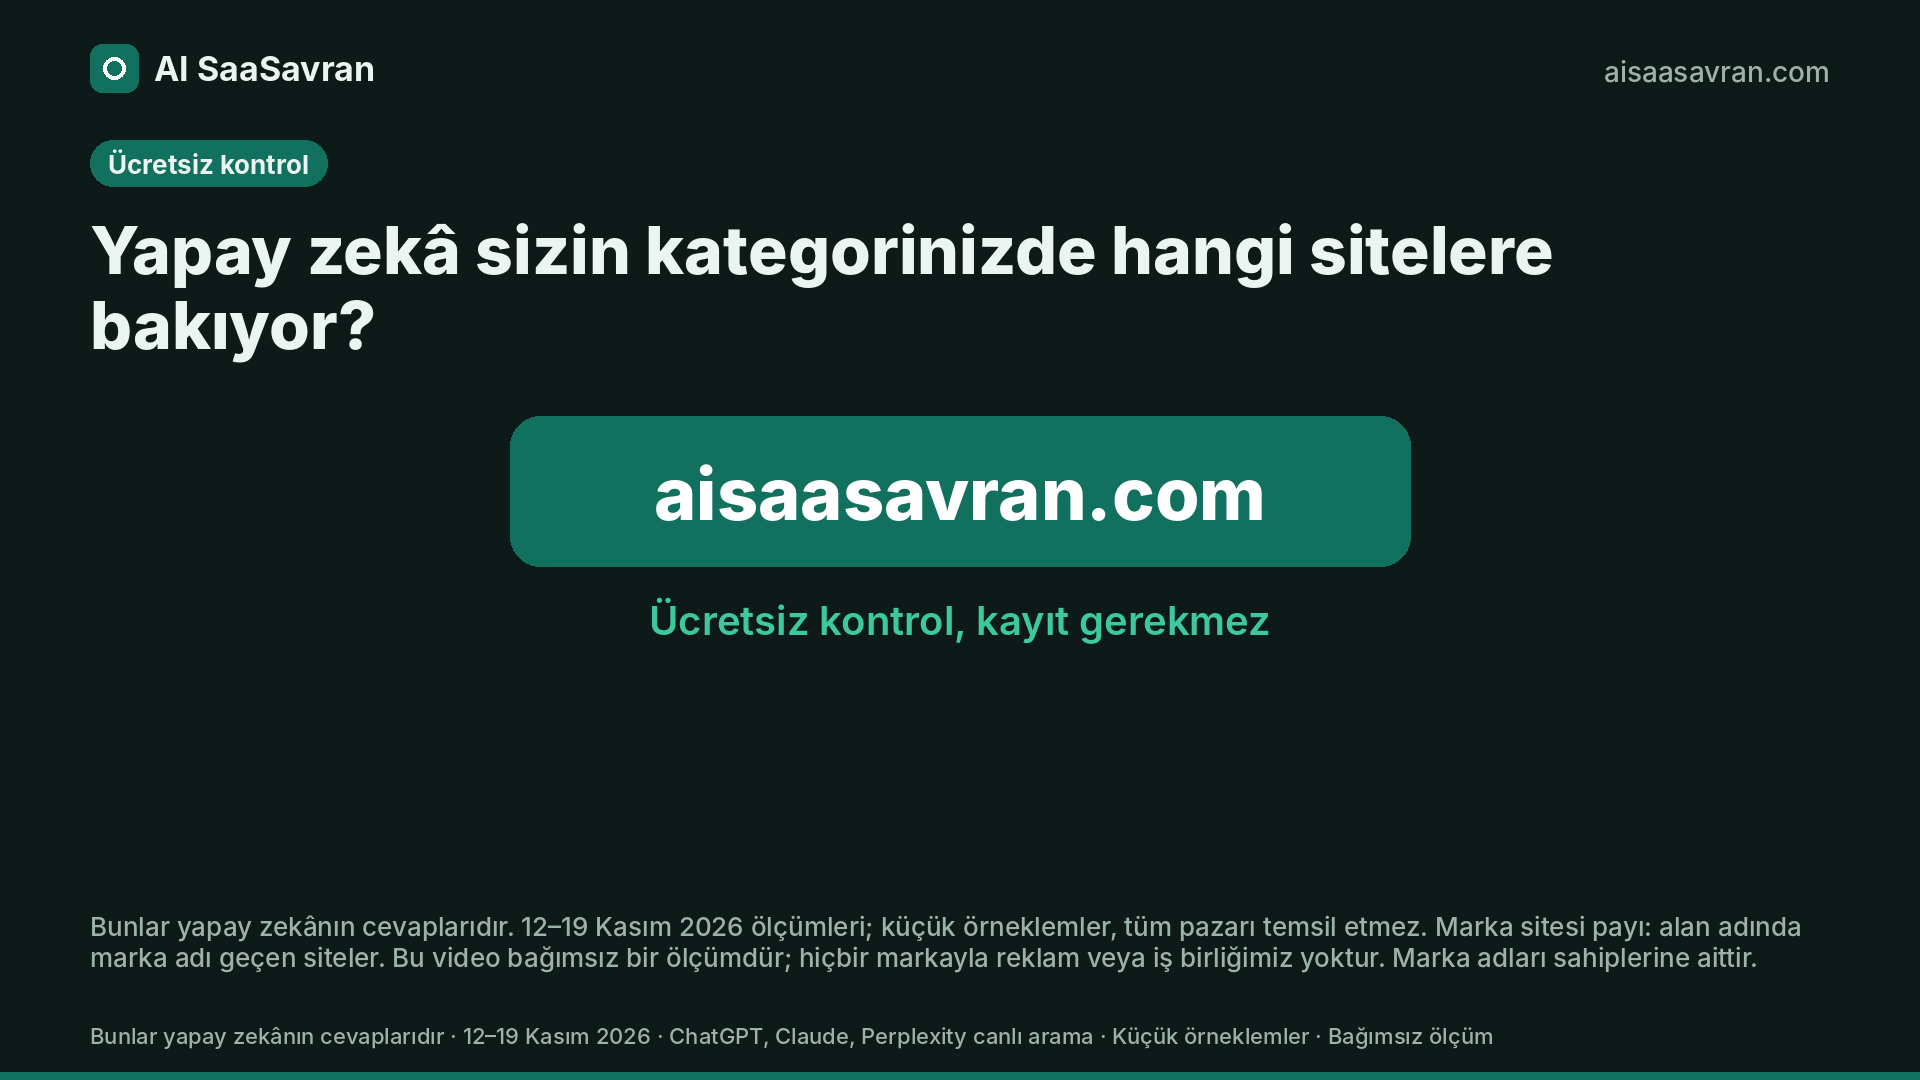 AI SaaSavran
aisaasavran.com
Ücretsiz kontrol
Yapay zekâ sizin kategorinizde hangi sitelere
bakıyor?
aisaasavran.com
Ücretsiz kontrol, kayıt gerekmez
Bunlar yapay zekânın cevaplarıdır. 12–19 Kasım 2026 ölçümleri; küçük örneklemler, tüm pazarı temsil etmez. Marka sitesi payı: alan adında
marka adı geçen siteler. Bu video bağımsız bir ölçümdür; hiçbir markayla reklam veya iş birliğimiz yoktur. Marka adları sahiplerine aittir.
Bunlar yapay zekânın cevaplarıdır · 12–19 Kasım 2026 · ChatGPT, Claude, Perplexity canlı arama · Küçük örneklemler · Bağımsız ölçüm